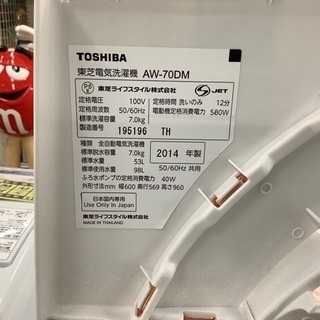 TOSHIBA
東芝電気洗濯機 AW-70DM
PS E 東芝ライフスタイル株式会社 S JET
定格電圧 100V 定格時間 洗いのみ 12分
定格周波数 50/60Hz 電動機定格消費電力 580W
標準洗濯容量 7.0kg
製造番号 195196 TH
種類 全自動電気洗濯機
標準脱水容量 7.0kg 2014 年製
標準水量 53L
標準使用水量 98L 50/60Hz 共用
ふろ水ポンプの定格消費電力 40W
外形寸法mm 幅600 奥行569 高さ960
日本国内専用
Use Only in Japan
東芝ライフスタイル株式会社
MADE IN THAILAND